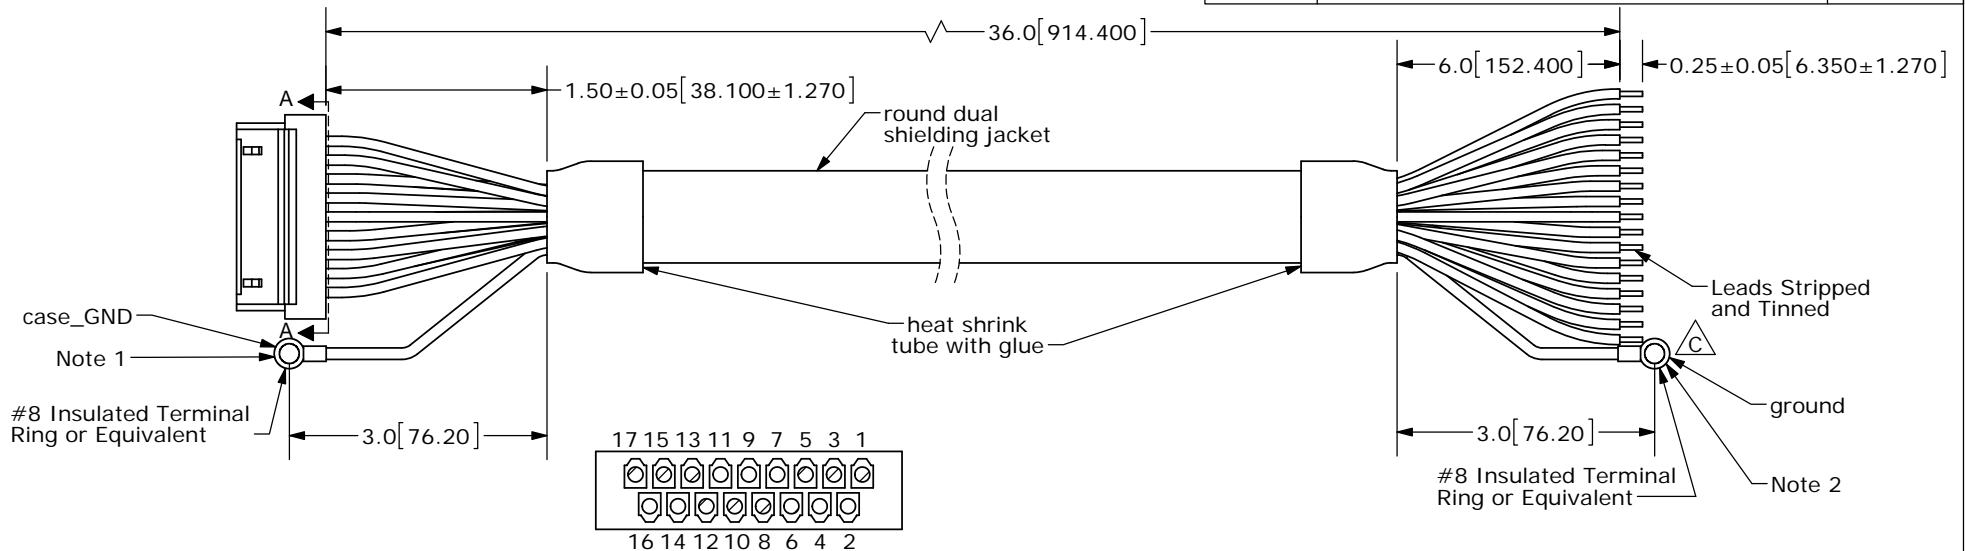 36.0[914.400]
6.0[152.400]
0.25±0.05[6.350±1.270]
1.50±0.05[38.100±1.270]
A
round dual
shielding jacket
Leads Stripped
and Tinned
case_GND
A
heat shrink
tube with glue
C
Note 1
#8 Insulated Terminal
Ring or Equivalent
ground
3.0[76.20]
3.0[76.20]
17 15 13 11 9 7 5 3 1
#8 Insulated Terminal
Ring or Equivalent
Note 2
16 14 12 10 8 6 4 2